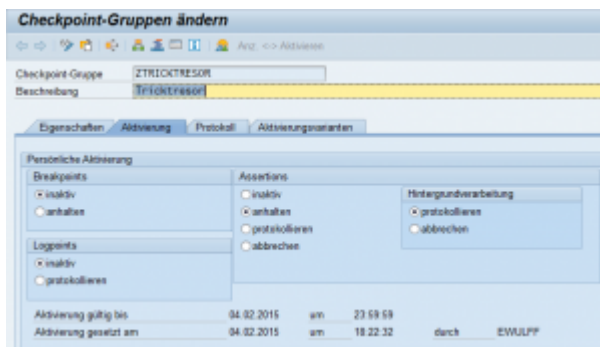 Checkpoint-Gruppen ändern
Anz. <-> Aktivieren
Checkpoint-Gruppe ZTRICKTRESOR
Beschreibung Tricktresor
Eigenschaften Aktivierung Protokoll Aktivierungsvarianten
Persönliche Aktivierung
Breakpoints
inaktiv
anhalten
Logpoints
inaktiv
protokollieren
Assertions
inaktiv
anhalten
protokollieren
abbrechen
Hintergrundverarbeitung
protokollieren
abbrechen
Aktivierung gültig bis 04.02.2015 um 23:59:59
Aktivierung gesetzt am 04.02.2015 um 18:22:32 durch EWULFF